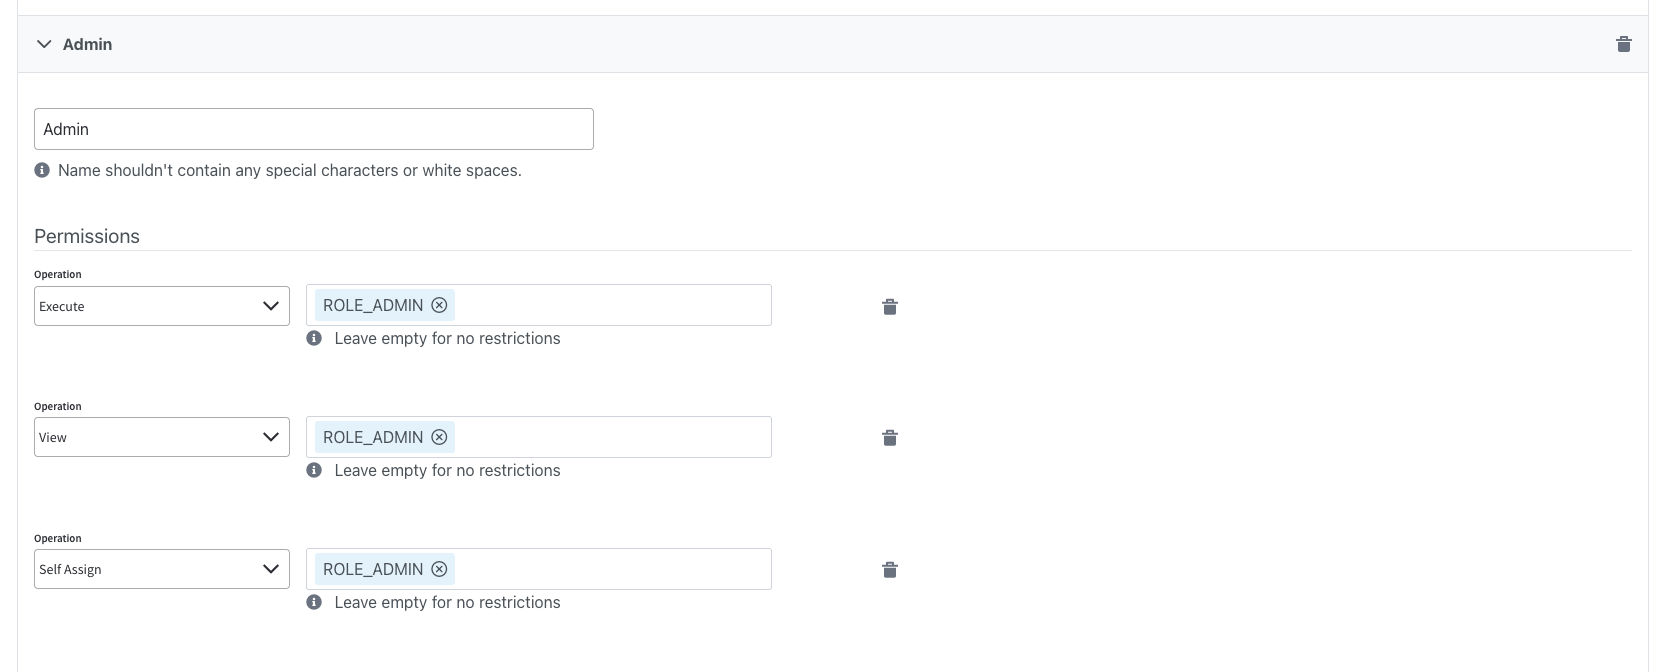 Admin
Admin
Name shouldn't contain any special characters or white spaces.
Permissions
Operation
Execute
ROLE_ADMIN
Leave empty for no restrictions
Operation
View
ROLE_ADMIN
Leave empty for no restrictions
Operation
Self Assign
ROLE_ADMIN
Leave empty for no restrictions